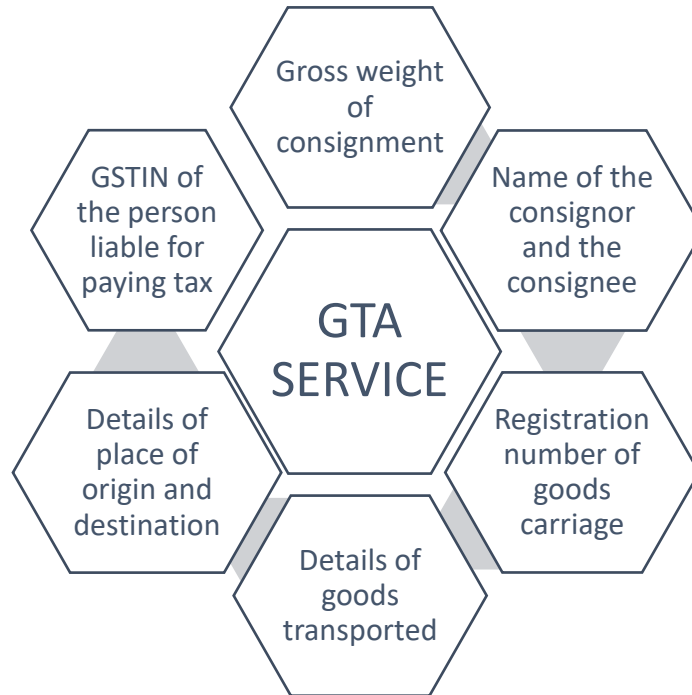 Gross weight
of
consignment
GSTIN of
the person
liable for
paying tax
Name of the
consignor
and the
consignee
GTA
SERVICE
Details of
place of
origin and
destination
Registration
number of
goods
carriage
Details of
goods
transported